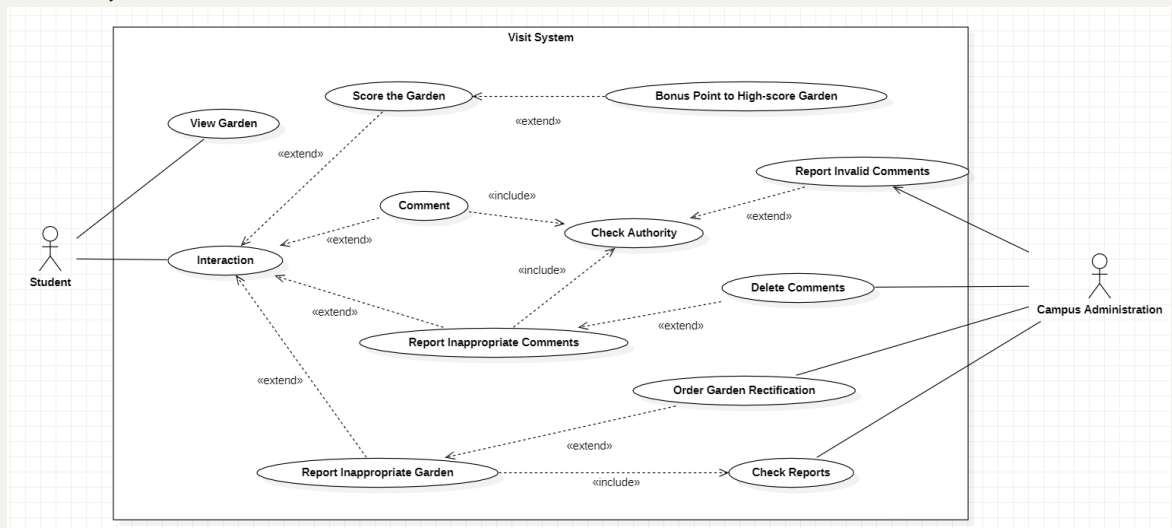 Visit System
Score the Garden
Bonus Point to High-score Garden
View Garden
«extend»
«extend»
Report Invalid Comments
Comment
«include»
«extend»
Check Authority
«extend»
Interaction
Student
«include»
Delete Comments
Campus Administration
«extend»
«extend»
Report Inappropriate Comments
«extend»
Order Garden Rectification
«extend»
Report Inappropriate Garden
«include»
Check Reports